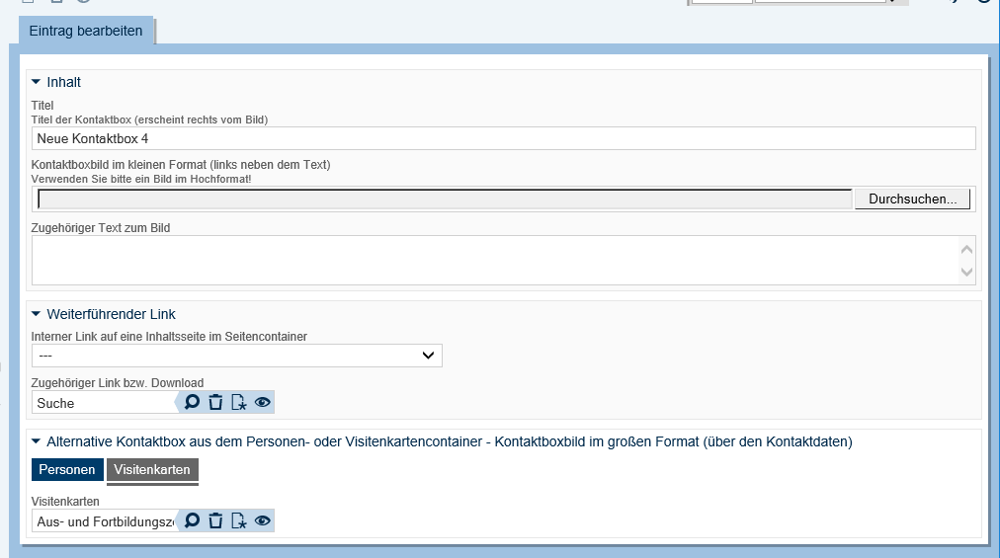 Eintrag bearbeiten
Inhalt
Titel
Titel der Kontaktbox (erscheint rechts vom Bild)
Neue Kontaktbox 4
Kontaktboxbild im kleinen Format (links neben dem Text)
Verwenden Sie bitte ein Bild im Hochformat!
Durchsuchen...
Zugehöriger Text zum Bild
Weiterführender Link
Interner Link auf eine Inhaltsseite im Seitencontainer
---
Zugehöriger Link bzw. Download
Suche
Alternative Kontaktbox aus dem Personen- oder Visitenkartencontainer - Kontaktboxbild im großen Format (über den Kontaktdaten)
Personen Visitenkarten
Visitenkarten
Aus- und Fortbildungsze